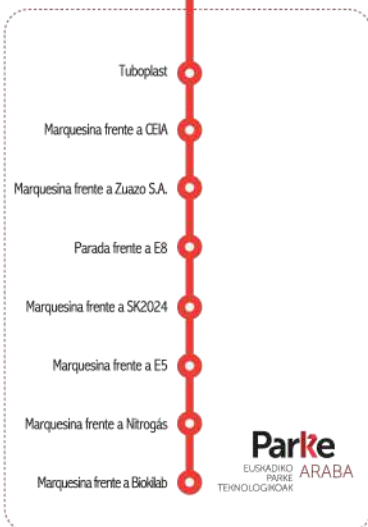 Tuboplast
Marquesina frente a CEIA
Marquesina frente a Zuazo S.A.
Parada frente a E8
Marquesina frente a SK2024
Marquesina frente a E5
Marquesina frente a Nitrogás
Marquesina frente a Biokilab
Parke
EUSKADIKO
PARKE
TEKNOLOGIKOAK
ARABA